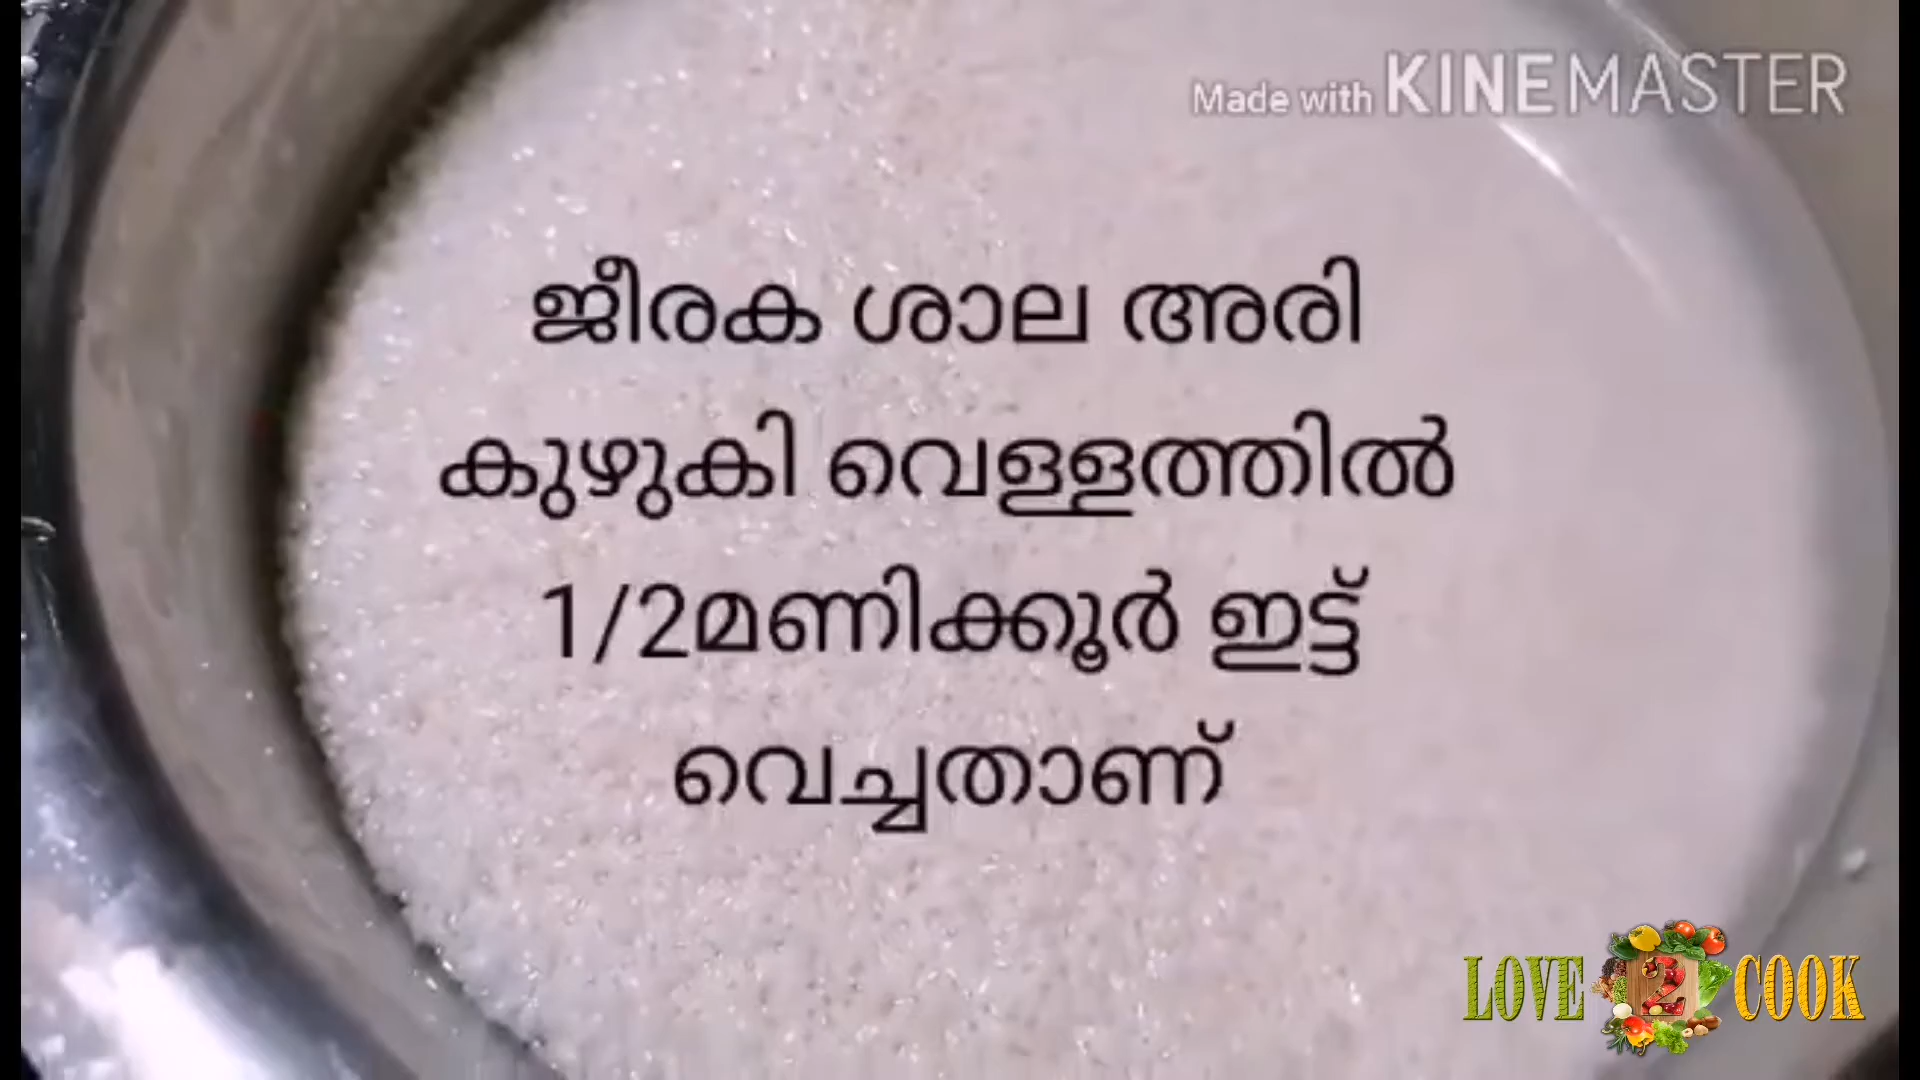 Made with KINEMASTER
ജീരക ശാല അരി
കുഴുകി വെള്ളത്തിൽ
1/2മണിക്കൂർ ഇട്ട്
വെച്ചതാണ്
LOVE 2 COOK